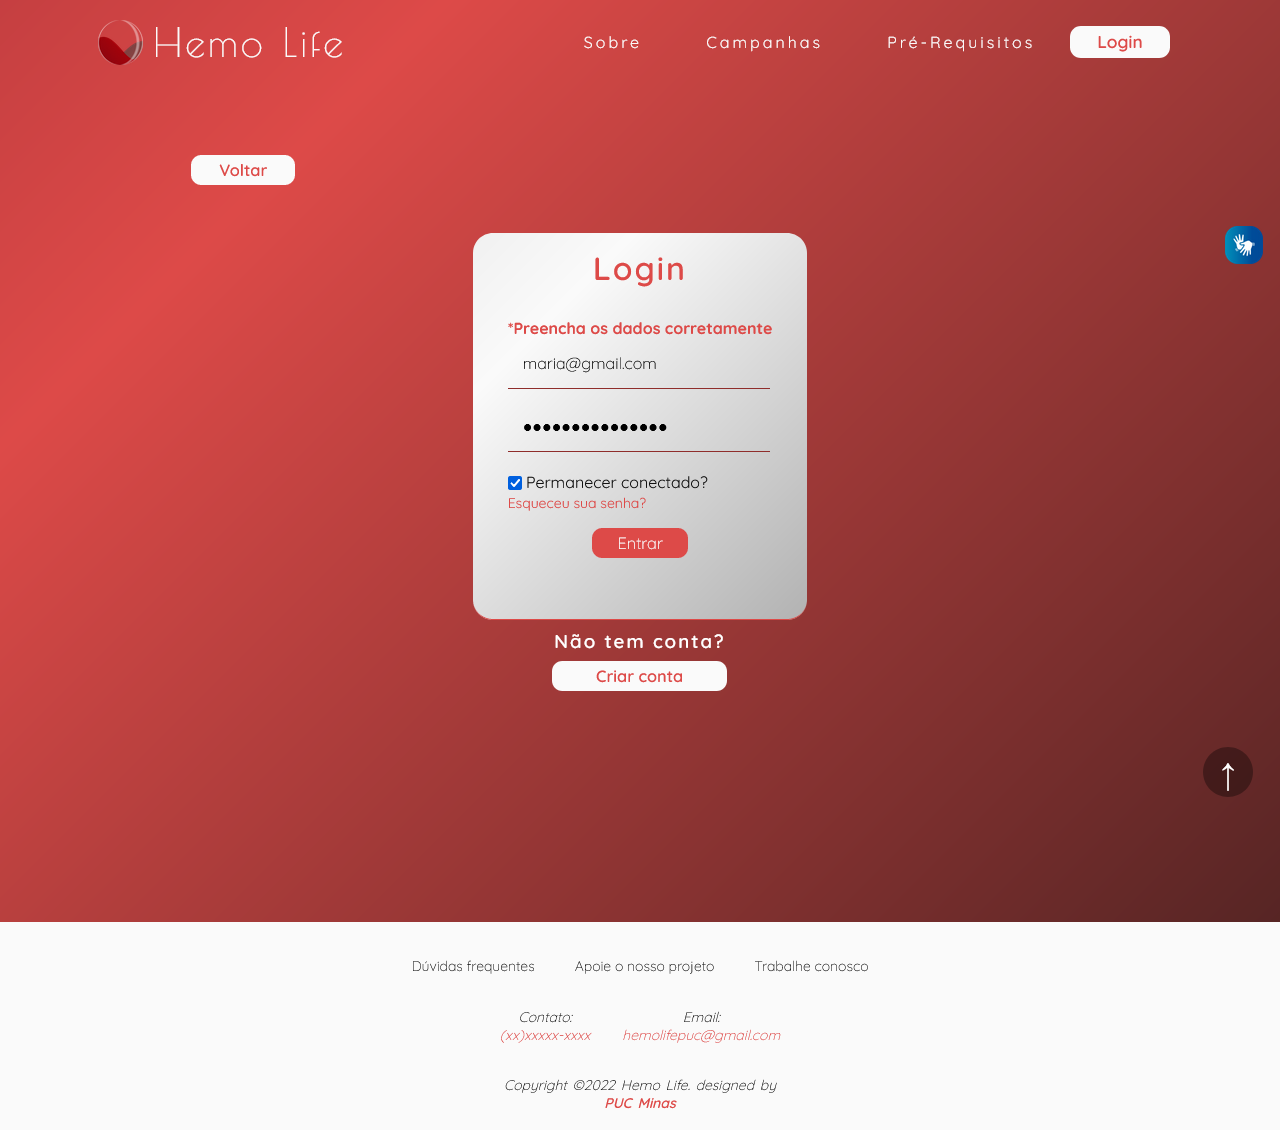 Hemo Life
Sobre
Campanhas
Pré-Requisitos
Login
Voltar
Login
*Preencha os dados corretamente
maria@gmail.com
●●●●●●●●●●●●●●●
Permanecer conectado?
Esqueceu sua senha?
Entrar
Não tem conta?
Criar conta
↑
Dúvidas frequentes
Apoie o nosso projeto
Trabalhe conosco
Contato:
(xx)xxxxx-xxxx
Email:
hemolifepuc@gmail.com
Copyright ©2022 Hemo Life. designed by
PUC Minas